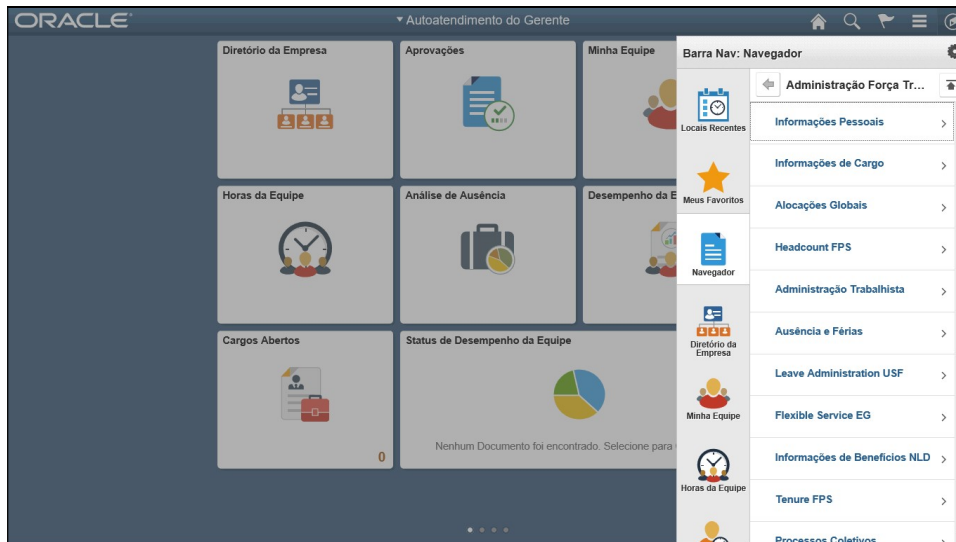 ORACLE
Autoatendimento do Gerente
Diretório da Empresa
Aprovações
Minha Equipe
Horas da Equipe
Análise de Ausência
Desempenho da E
Cargos Abertos
0
Status de Desempenho da Equipe
Nenhum Documento foi encontrado. Selecione para
Barra Nav: Navegador
Locais Recentes
Meus Favoritos
Navegador
Diretório da
Empresa
Minha Equipe
Horas da Equipe
Administração Força Tr...
Informações Pessoais
Informações de Cargo
Alocações Globais
Headcount FPS
Administração Trabalhista
Ausência e Férias
Leave Administration USF
Flexible Service EG
Informações de Benefícios NLD
Tenure FPS
Processos Coletivos